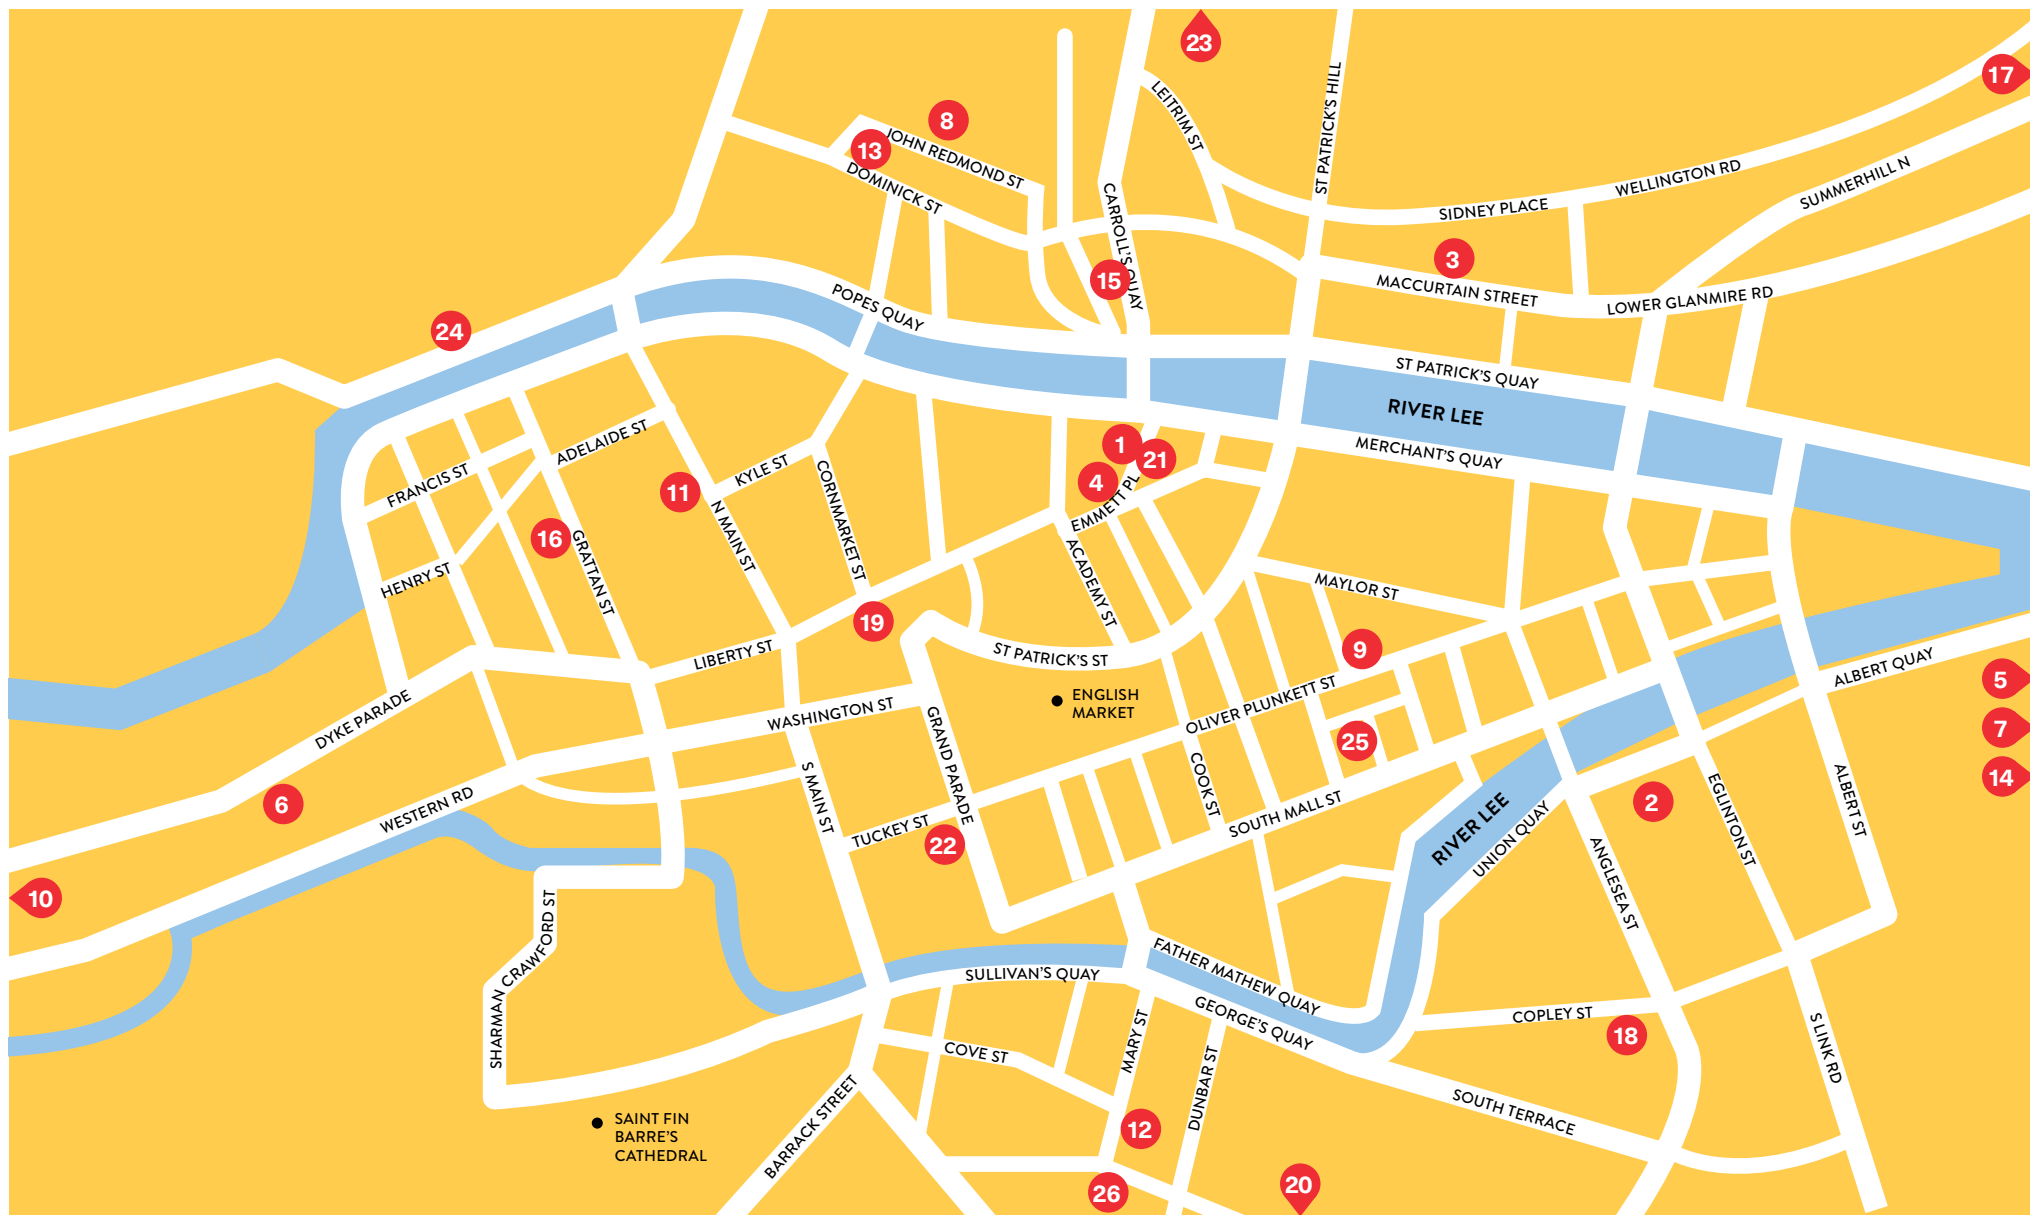 23
17
ST PATRICK'S HILL
LEITRIM ST
8
JOHN REDMOND ST
13
DOMINICK ST
WELLINGTON RD
SUMMERHILL N
SIDNEY PLACE
CARROLL'S QUAY
15
3
MACCURTAIN STREET
LOWER GLANMIRE RD
POPES QUAY
24
ST PATRICK'S QUAY
RIVER LEE
MERCHANT'S QUAY
1
21
4
EMMETT PL
ADELAIDE ST
FRANCIS ST
KYLE ST
11
CORNMARKET ST
N MAIN ST
16
GRATTAN ST
HENRY ST
ACADEMY ST
MAYLOR ST
19
LIBERTY ST
ST PATRICK'S ST
9
ENGLISH
MARKET
OLIVER PLUNKETT ST
ALBERT QUAY
5
7
14
DYKE PARADE
WASHINGTON ST
GRAND PARADE
25
COOK ST
6
WESTERN RD
S MAIN ST
TUCKEY ST
22
SOUTH MALL ST
RIVER LEE
UNION QUAY
2
EGLINTON ST
ALBERT ST
ANGLESEA ST
10
SHARMAN CRAWFORD ST
SULLIVAN'S QUAY
FATHER MATHEW QUAY
GEORGE'S QUAY
COPLEY ST
18
S LINK RD
COVE ST
MARY ST
DUNBAR ST
SOUTH TERRACE
BARRACK STREET
SAINT FIN
BARRE'S
CATHEDRAL
12
26
20